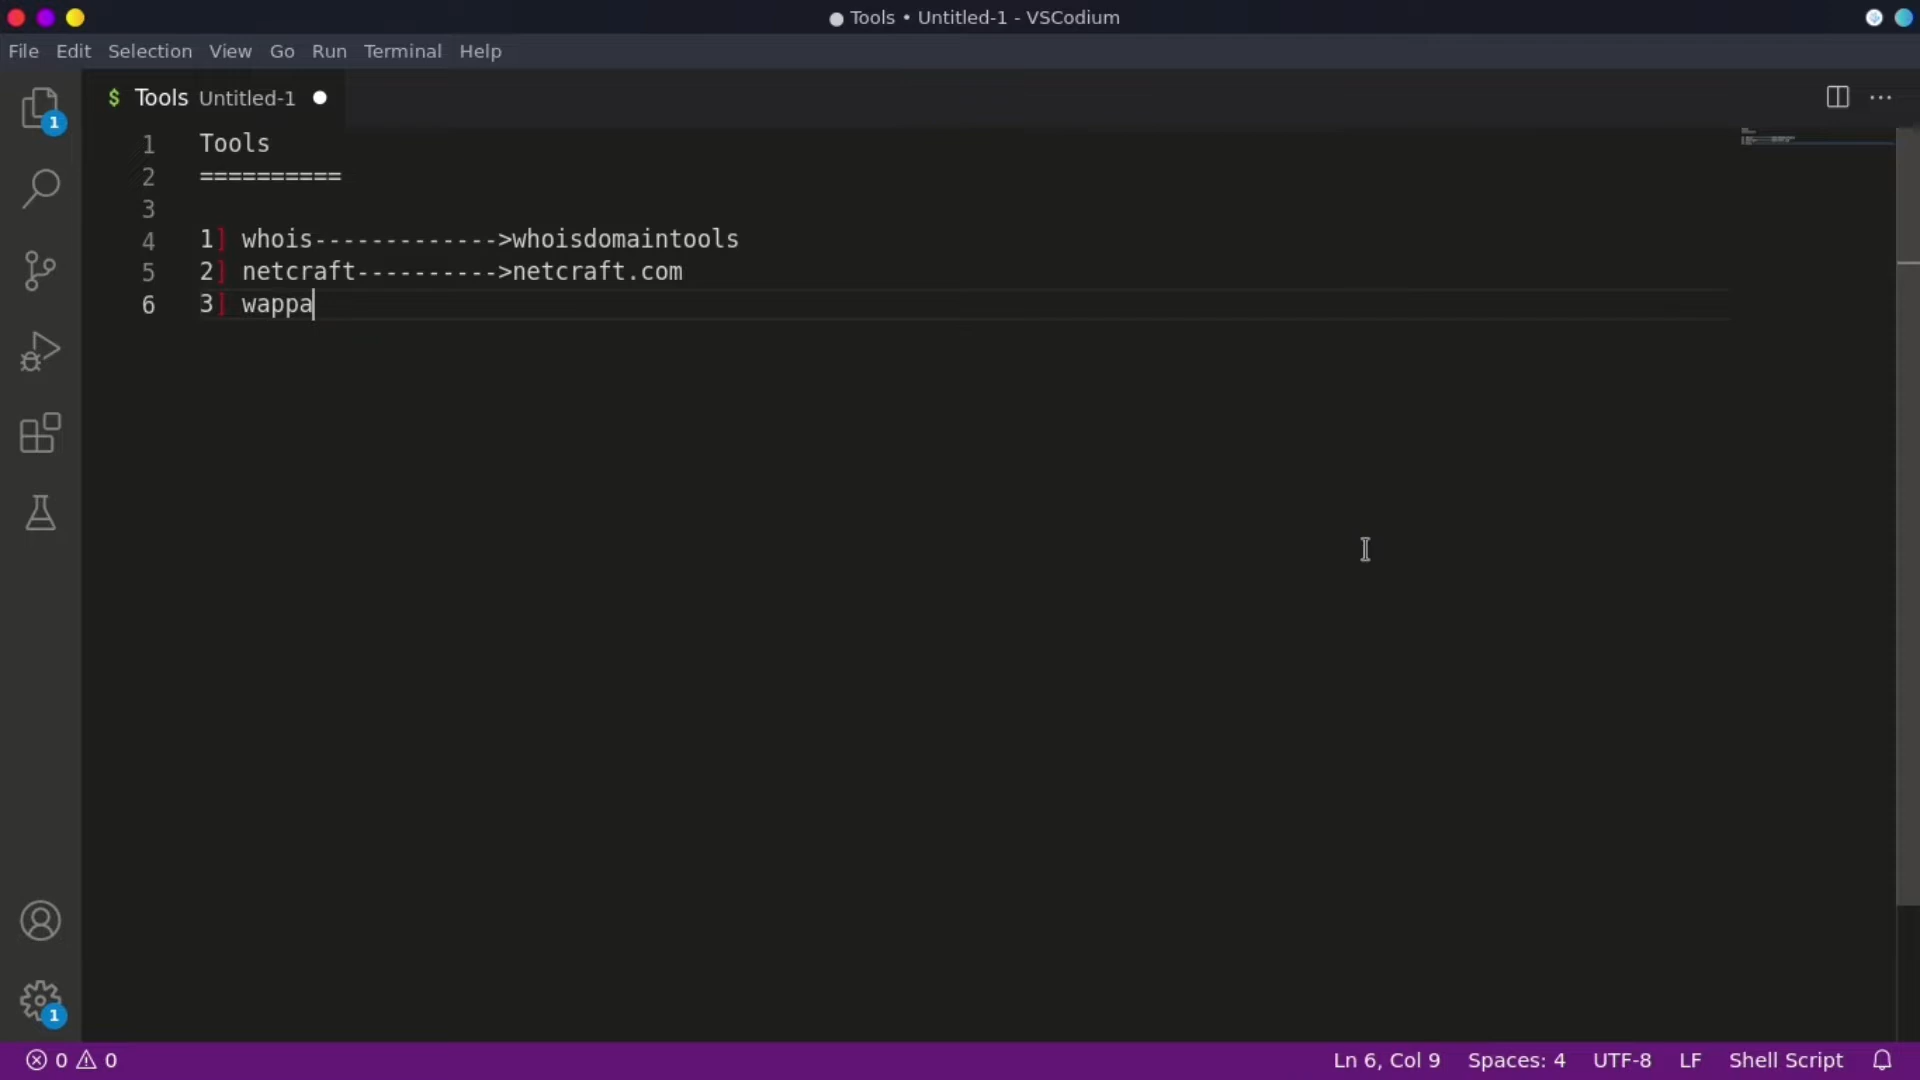 ● Tools • Untitled-1 - VSCodium
File Edit Selection View Go Run Terminal Help
$ Tools Untitled-1 ●
1 Tools
2 ==========
3
4 1] whois------------->whoisdomaintools
5 2] netcraft---------->netcraft.com
6 3] wappa
1
1
0 0 Ln 6, Col 9 Spaces: 4 UTF-8 LF Shell Script